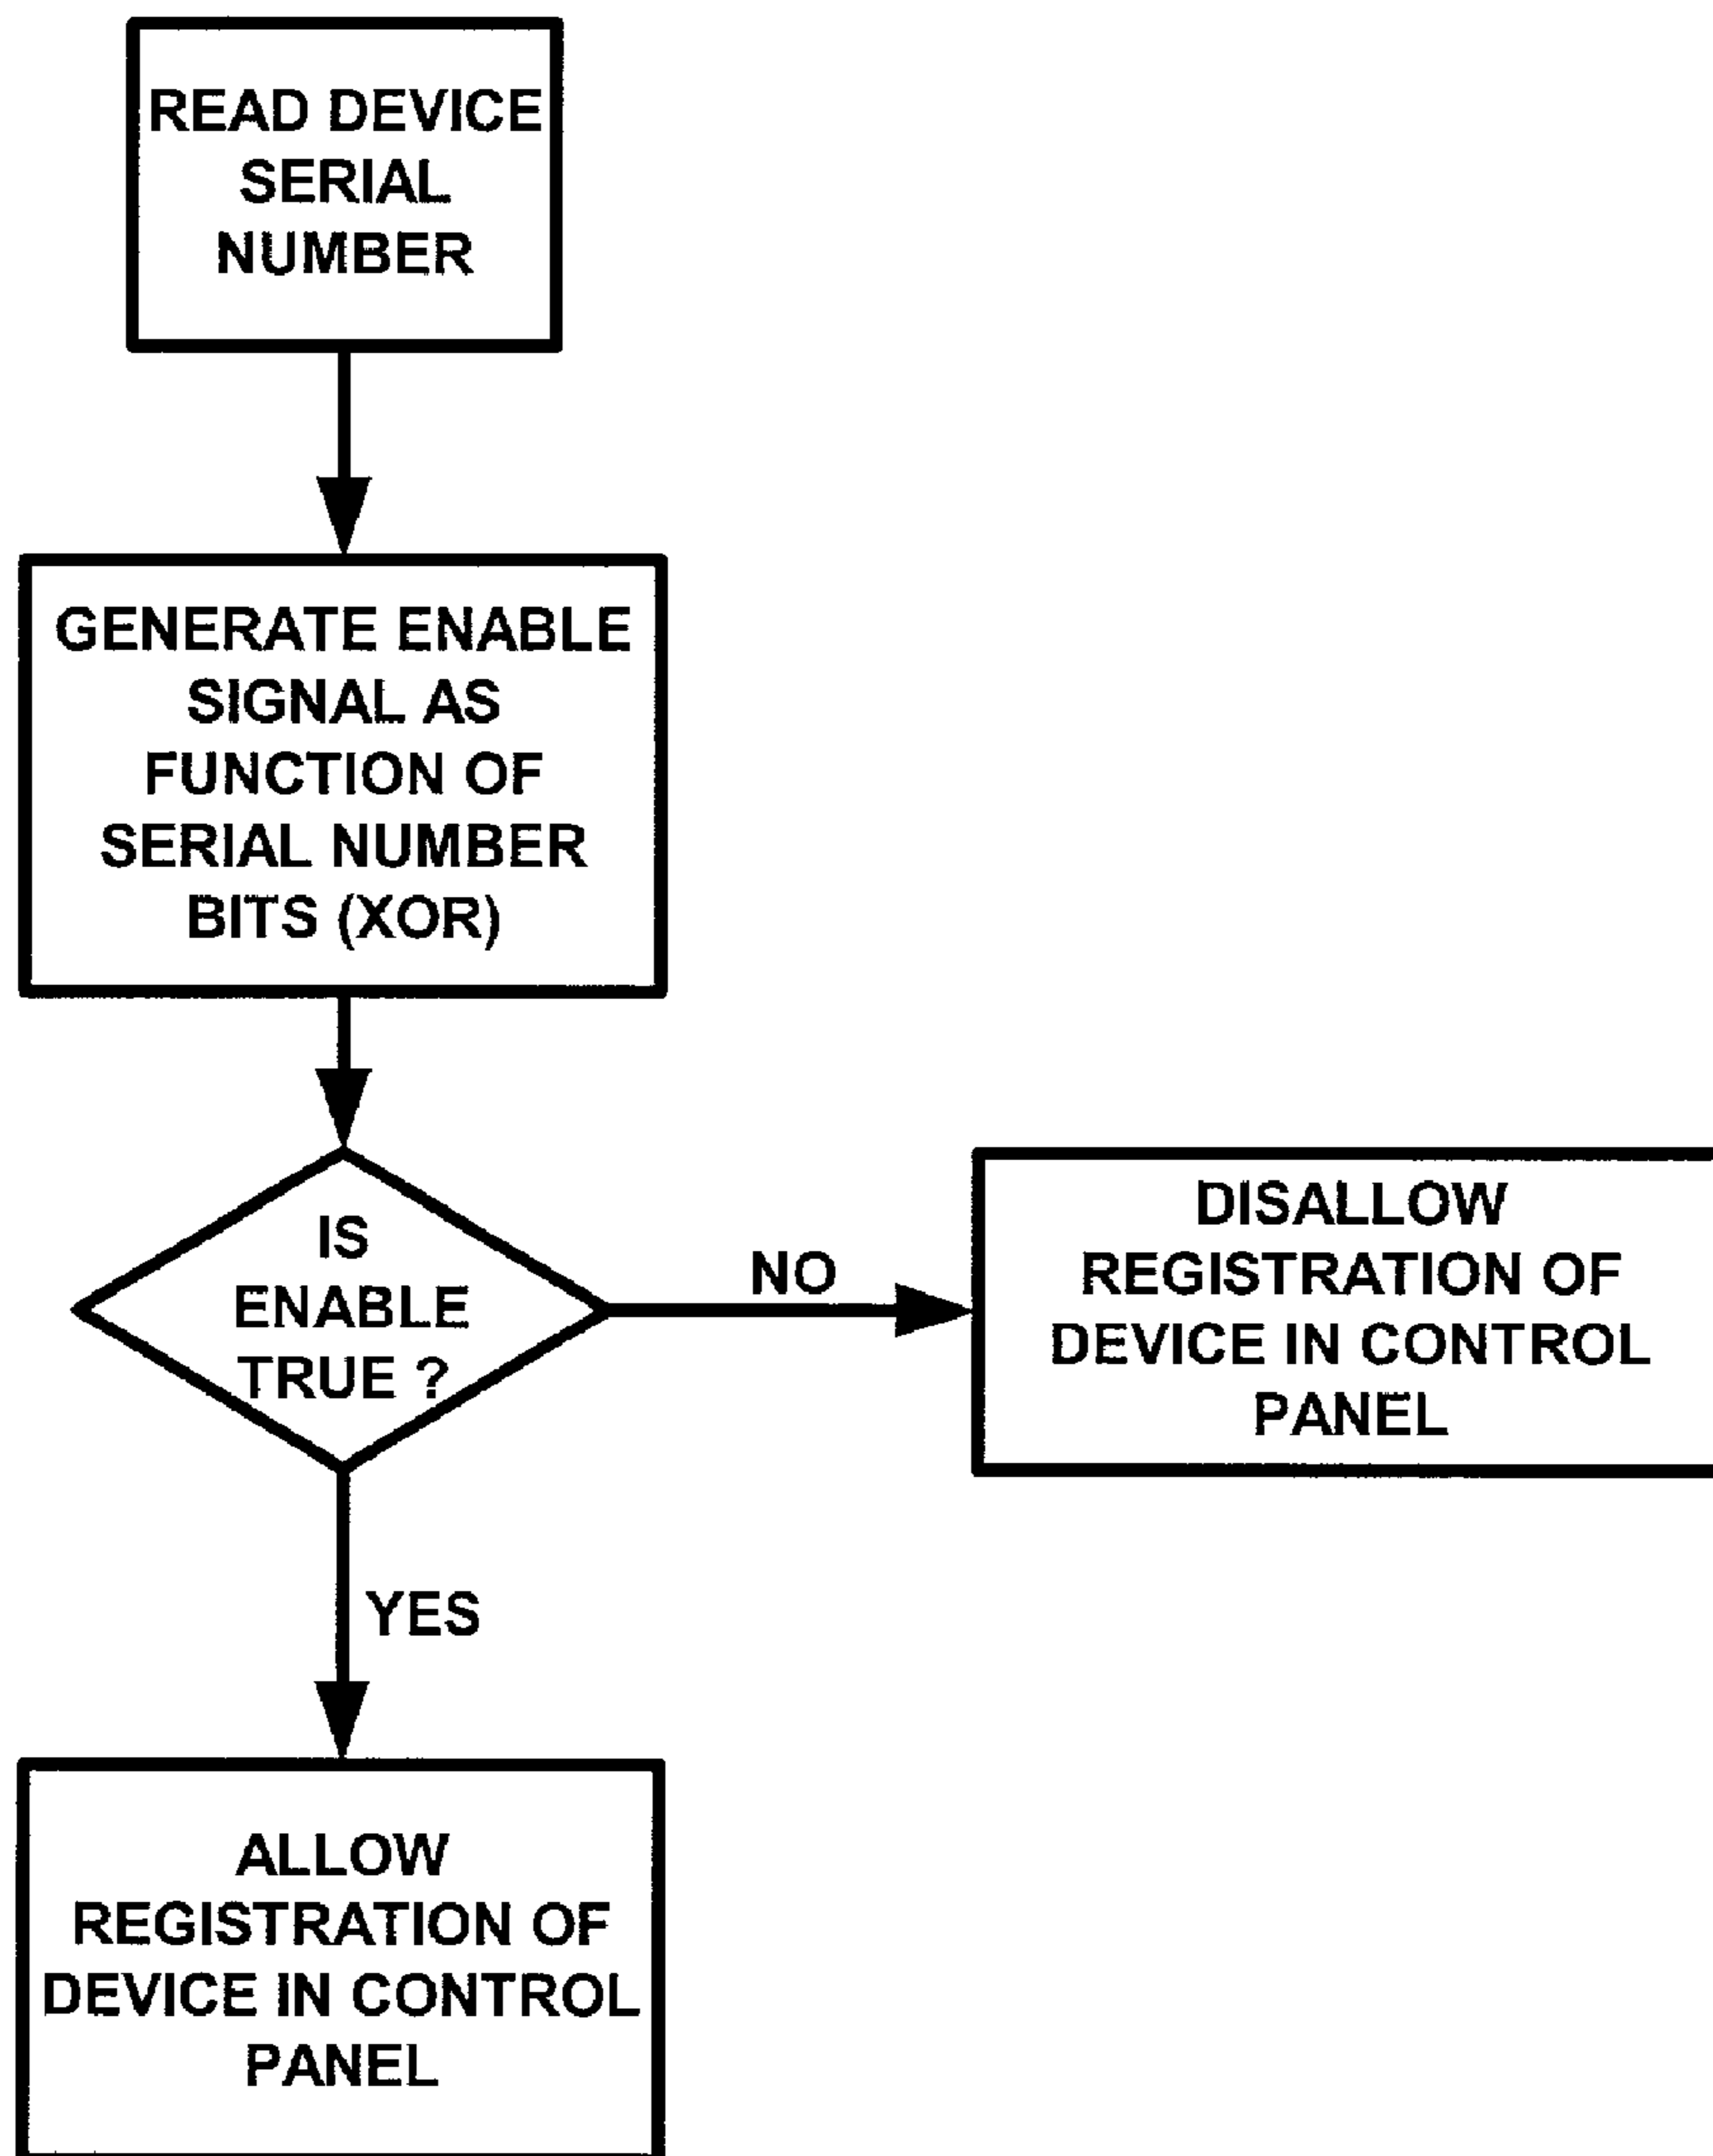 READ DEVICE
SERIAL
NUMBER
GENERATE ENABLE
SIGNAL AS
FUNCTION OF
SERIAL NUMBER
BITS (XOR)
IS
ENABLE
TRUE ?
NO
DISALLOW
REGISTRATION OF
DEVICE IN CONTROL
PANEL
YES
ALLOW
REGISTRATION OF
DEVICE IN CONTROL
PANEL